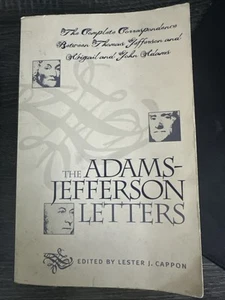 The Complete Correspondence
Between Thomas Jefferson and
Abigail and John Adams
THE ADAMS-
JEFFERSON
LETTERS
EDITED BY LESTER J. CAPPON